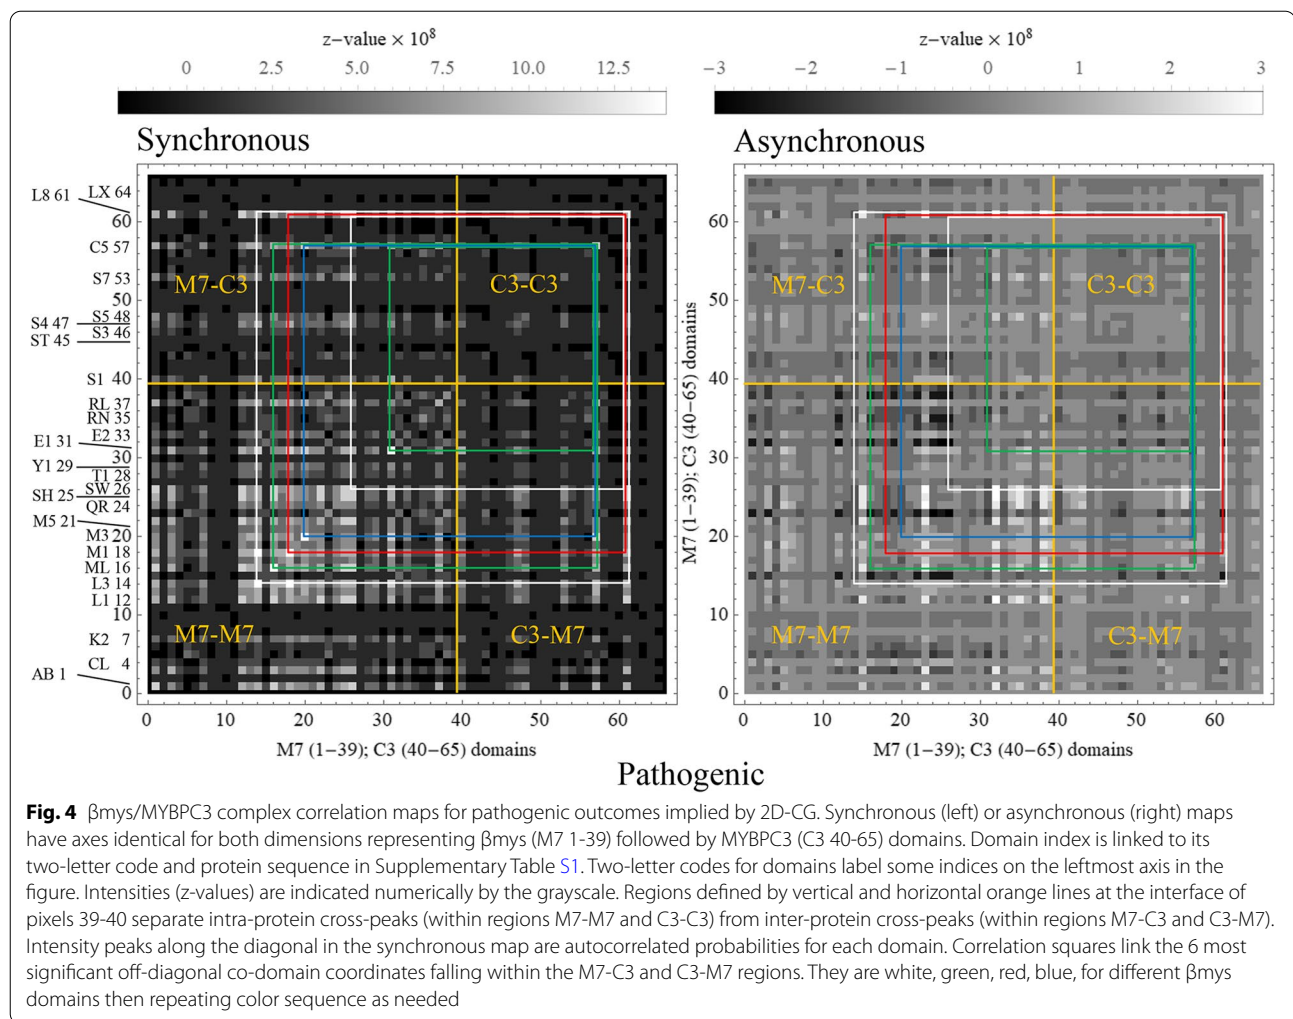 z−value × 10⁸
0 2.5 5.0 7.5 10.0 12.5
Synchronous
L8 61
LX 64
C5 57
S7 53
S4 47
S5 48
S3 46
ST 45
S1 40
RL 37
RN 35
E2 33
E1 31
Y1 29
T1 28
SW 26
SH 25
QR 24
M5 21
M3 20
M1 18
ML 16
L3 14
L1 12
K2 7
CL 4
AB 1
60
50
40
30
20
10
0
M7-C3 C3-C3
M7-M7 C3-M7
0 10 20 30 40 50 60
M7 (1−39); C3 (40−65) domains
z−value × 10⁸
−3 −2 −1 0 1 2 3
Asynchronous
M7 (1−39); C3 (40−65) domains
60
50
40
30
20
10
0
M7-C3 C3-C3
M7-M7 C3-M7
0 10 20 30 40 50 60
M7 (1−39); C3 (40−65) domains
Pathogenic
Fig. 4 βmys/MYBPC3 complex correlation maps for pathogenic outcomes implied by 2D-CG. Synchronous (left) or asynchronous (right) maps
have axes identical for both dimensions representing βmys (M7 1-39) followed by MYBPC3 (C3 40-65) domains. Domain index is linked to its
two-letter code and protein sequence in Supplementary Table S1. Two-letter codes for domains label some indices on the leftmost axis in the
figure. Intensities (z-values) are indicated numerically by the grayscale. Regions defined by vertical and horizontal orange lines at the interface of
pixels 39-40 separate intra-protein cross-peaks (within regions M7-M7 and C3-C3) from inter-protein cross-peaks (within regions M7-C3 and C3-M7).
Intensity peaks along the diagonal in the synchronous map are autocorrelated probabilities for each domain. Correlation squares link the 6 most
significant off-diagonal co-domain coordinates falling within the M7-C3 and C3-M7 regions. They are white, green, red, blue, for different βmys
domains then repeating color sequence as needed